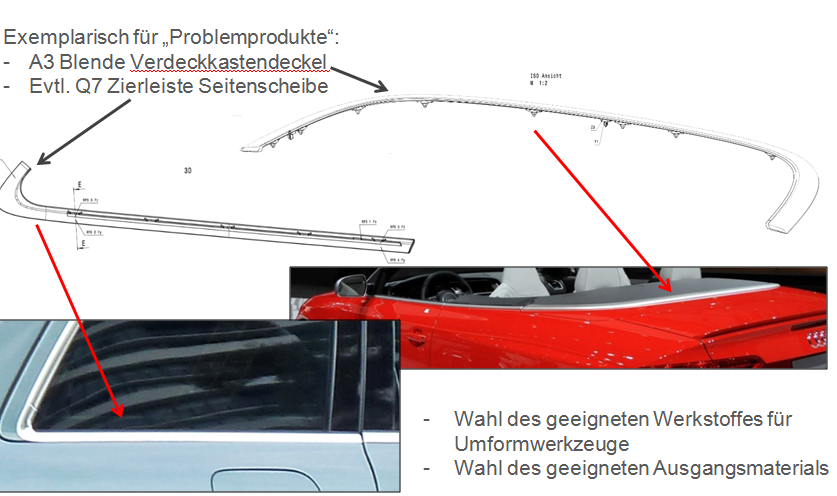 Exemplarisch für „Problemprodukte“:
- A3 Blende Verdeckkastendeckel
- Evtl. Q7 Zierleiste Seitenscheibe
ISO Ansicht
M 1:2
3D
E
E
- Wahl des geeigneten Werkstoffes für
Umformwerkzeuge
- Wahl des geeigneten Ausgangsmaterials